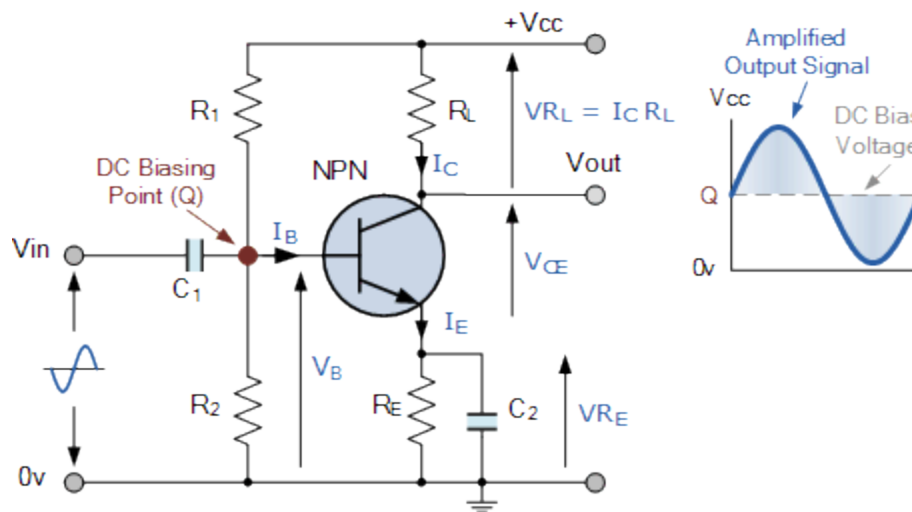 +Vcc
Amplified
Output Signal
R1
RL
VRL = IC RL
Vcc
DC Bias
Voltage
DC Biasing
Point (Q)
NPN
IC
Vout
Q
IB
Vin
C1
VCE
0v
IE
VB
R2
RE
C2
VRE
0v